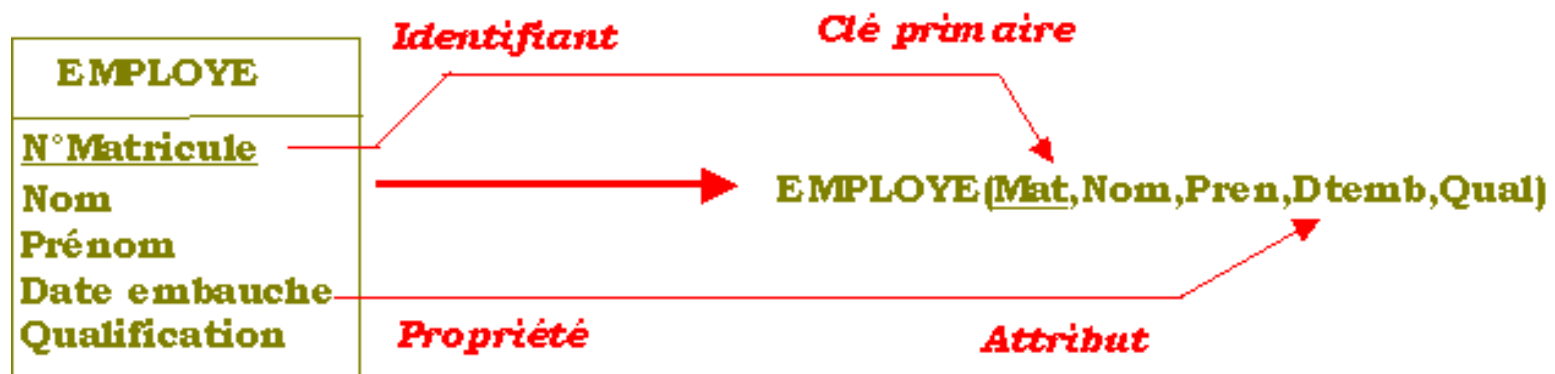 Identifiant
Clé primaire
EMPLOYE
N°Matricule
Nom
Prénom
Date embauche
Qualification
EMPLOYE(Mat,Nom,Pren,Dtemb,Qual)
Propriété
Attribut